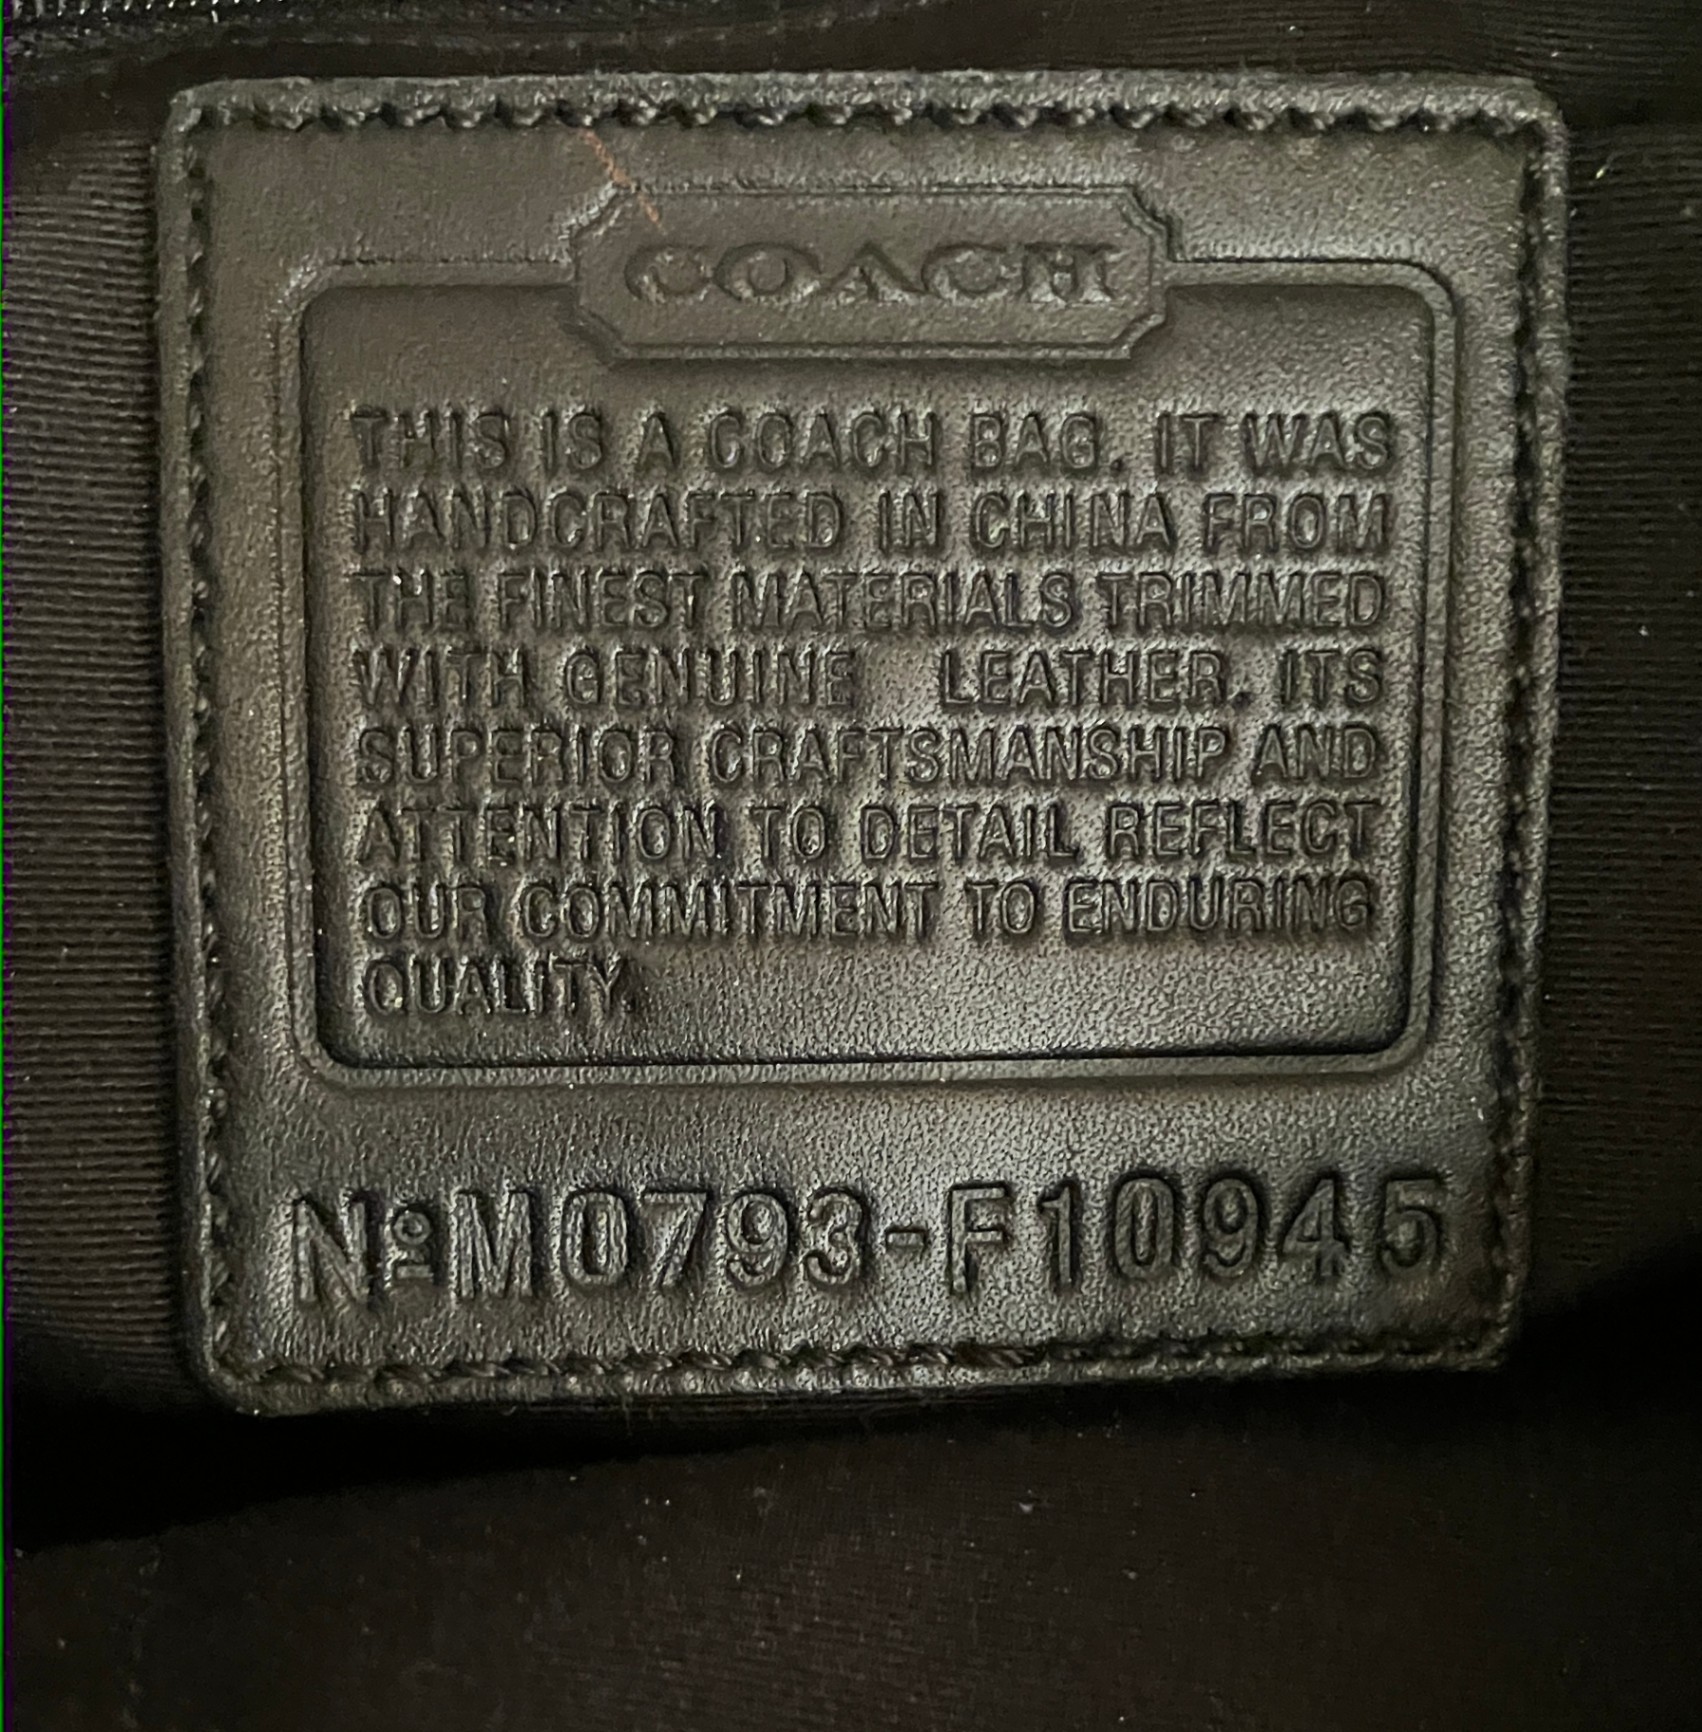 COACH
THIS IS A COACH BAG. IT WAS
HANDCRAFTED IN CHINA FROM
THE FINEST MATERIALS TRIMMED
WITH GENUINE LEATHER. ITS
SUPERIOR CRAFTSMANSHIP AND
ATTENTION TO DETAIL REFLECT
OUR COMMITMENT TO ENDURING
QUALITY.
Nº M0793-F10945